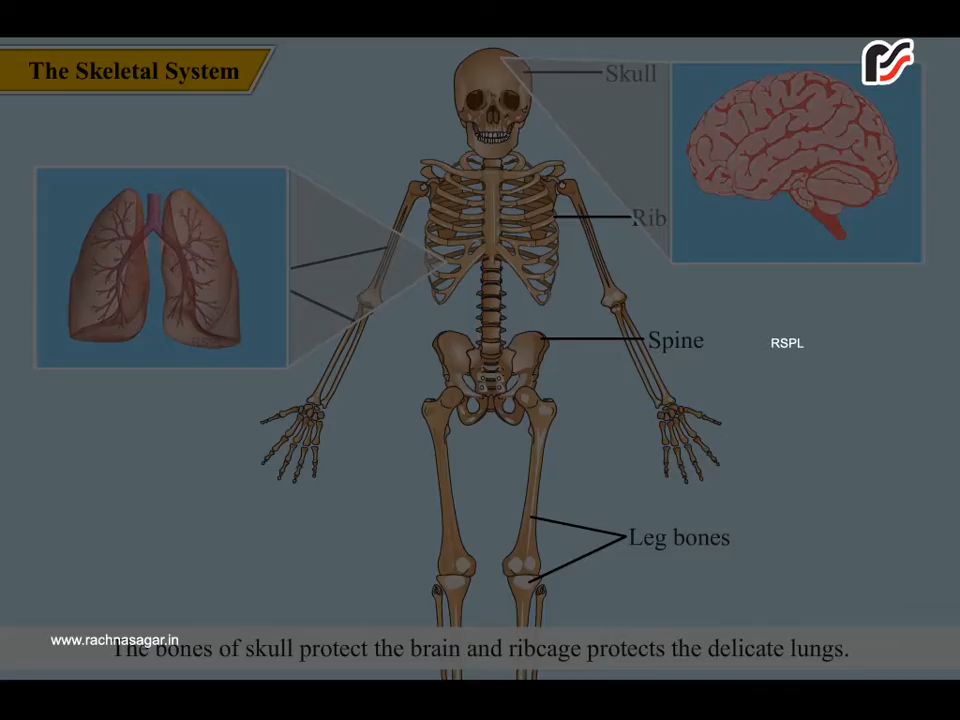 The Skeletal System
Skull
Rib
Spine
RSPL
Leg bones
www.rachnasagar.in
The bones of skull protect the brain and ribcage protects the delicate lungs.